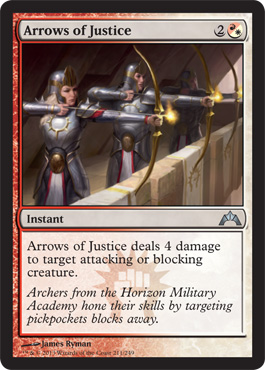 Arrows of Justice 2
Instant
Arrows of Justice deals 4 damage
to target attacking or blocking
creature.
Archers from the Horizon Military
Academy hone their skills by targeting
pickpockets blocks away.
James Ryman